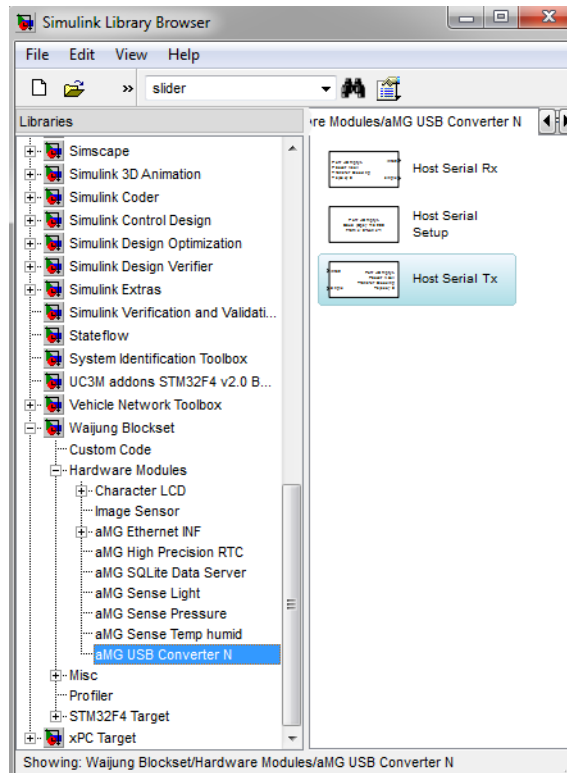 Simulink Library Browser
File Edit View Help
» slider
Libraries
re Modules/aMG USB Converter N
Simscape
Simulink 3D Animation
Simulink Coder
Simulink Control Design
Simulink Design Optimization
Simulink Design Verifier
Simulink Extras
Simulink Verification and Validati...
Stateflow
System Identification Toolbox
UC3M addons STM32F4 v2.0 B...
Vehicle Network Toolbox
Waijung Blockset
Custom Code
Hardware Modules
Character LCD
Image Sensor
aMG Ethernet INF
aMG High Precision RTC
aMG SQLite Data Server
aMG Sense Light
aMG Sense Pressure
aMG Sense Temp humid
aMG USB Converter N
Misc
Profiler
STM32F4 Target
xPC Target
Host Serial Rx
Host Serial
Setup
Host Serial Tx
Showing: Waijung Blockset/Hardware Modules/aMG USB Converter N